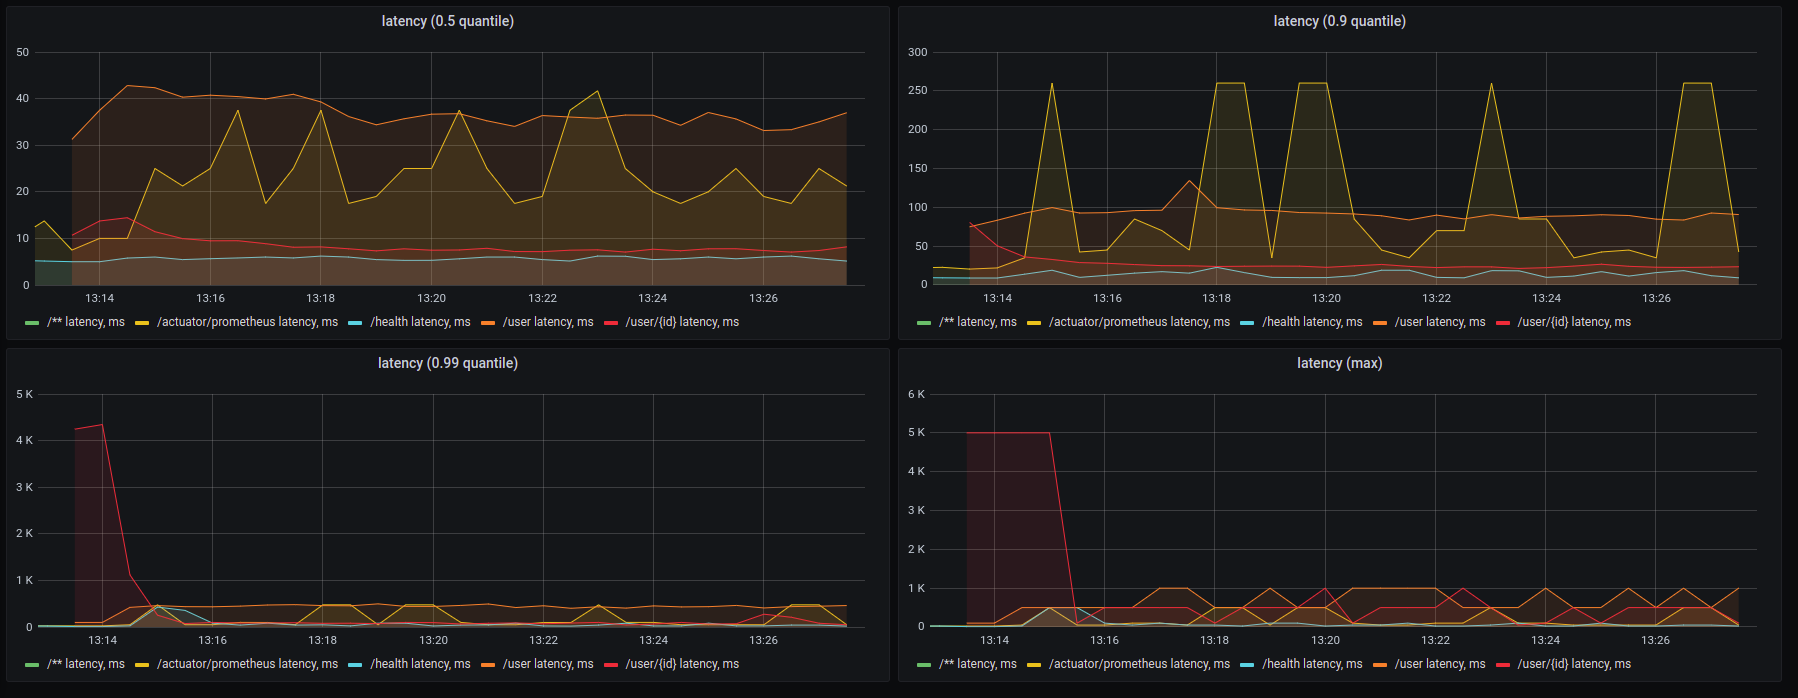 latency (0.5 quantile)
50
40
30
20
10
0
13:14 13:16 13:18 13:20 13:22 13:24 13:26
/** latency, ms /actuator/prometheus latency, ms /health latency, ms /user latency, ms /user/{id} latency, ms
latency (0.9 quantile)
300
250
200
150
100
50
0
13:14 13:16 13:18 13:20 13:22 13:24 13:26
/** latency, ms /actuator/prometheus latency, ms /health latency, ms /user latency, ms /user/{id} latency, ms
latency (0.99 quantile)
5 K
4 K
3 K
2 K
1 K
0
13:14 13:16 13:18 13:20 13:22 13:24 13:26
/** latency, ms /actuator/prometheus latency, ms /health latency, ms /user latency, ms /user/{id} latency, ms
latency (max)
6 K
5 K
4 K
3 K
2 K
1 K
0
13:14 13:16 13:18 13:20 13:22 13:24 13:26
/** latency, ms /actuator/prometheus latency, ms /health latency, ms /user latency, ms /user/{id} latency, ms